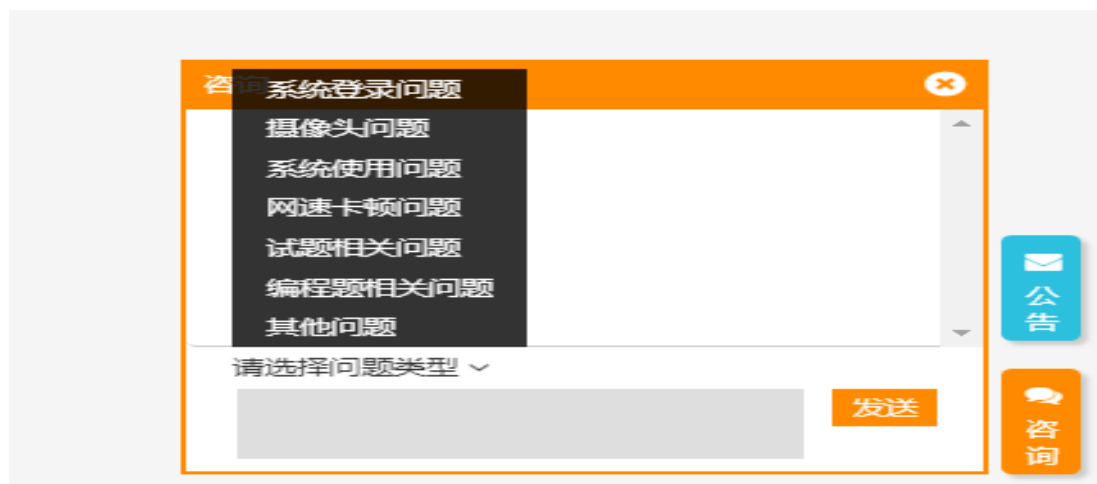 咨询
系统登录问题
摄像头问题
系统使用问题
网速卡顿问题
试题相关问题
编程题相关问题
其他问题
请选择问题类型
发送
公告
咨询